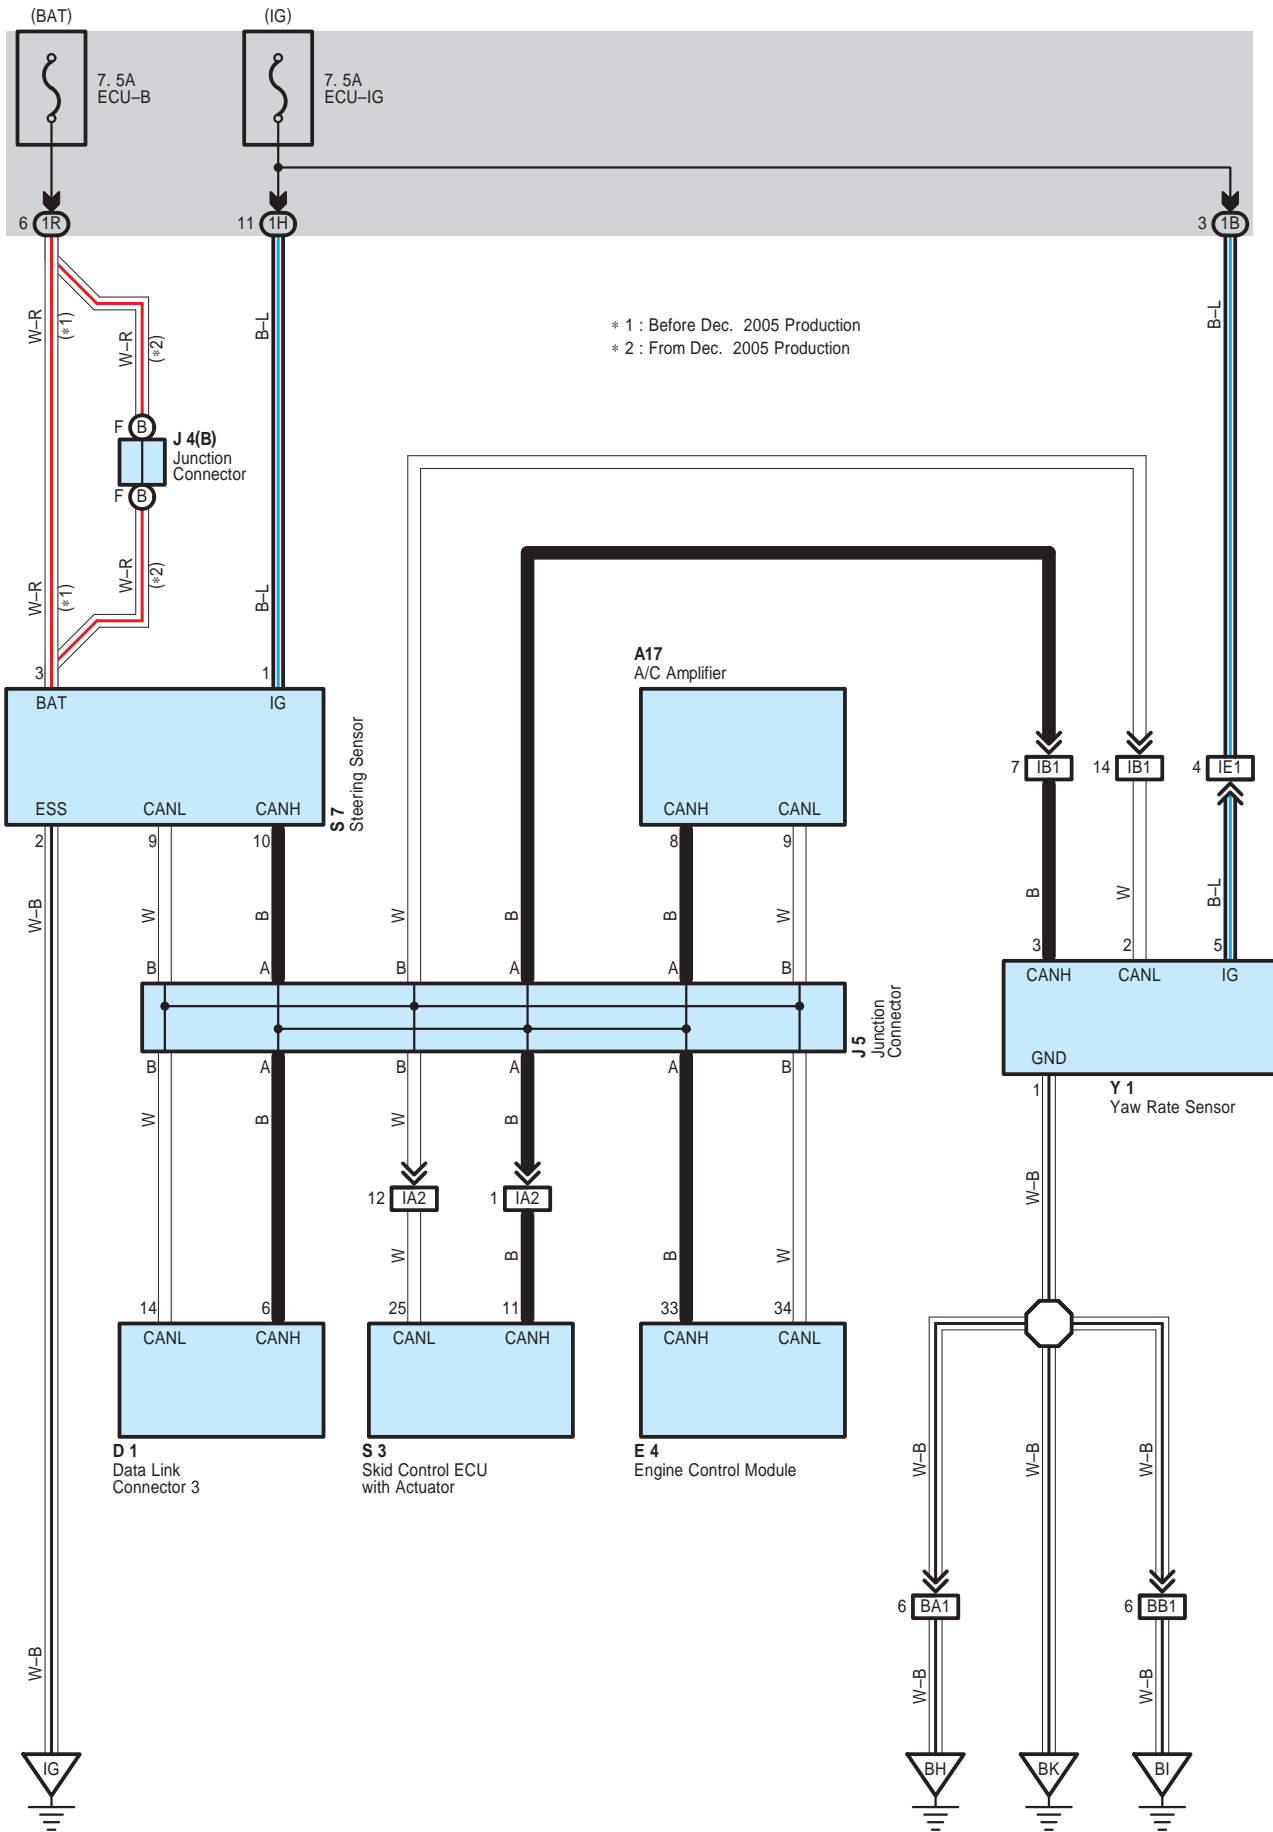 (BAT)
(IG)
7. 5A
ECU–B
7. 5A
ECU–IG
6 1R
11 1H
3 1B
W–R
(*1)
W–R
(*2)
B–L
B–L
* 1 : Before Dec. 2005 Production
* 2 : From Dec. 2005 Production
F B
J 4(B)
Junction
Connector
F B
W–R
(*1)
W–R
(*2)
B–L
3
1
BAT
IG
ESS
CANL
CANH
S 7
Steering Sensor
2
9
10
A17
A/C Amplifier
CANH
CANL
8
9
7 IB1
14 IB1
4 IE1
W–B
W
B
W
B
B
W
B
W
B–L
B
A
B
A
A
B
J 5
Junction
Connector
3
2
5
CANH
CANL
IG
GND
1
Y 1
Yaw Rate Sensor
B
A
B
A
A
B
W
B
W
B
12 IA2
1 IA2
W–B
W
B
B
W
14
6
25
11
33
34
CANL
CANH
CANL
CANH
CANH
CANL
D 1
Data Link
Connector 3
S 3
Skid Control ECU
with Actuator
E 4
Engine Control Module
W–B
W–B
W–B
6 BA1
6 BB1
W–B
W–B
W–B
IG
BH
BK
BI